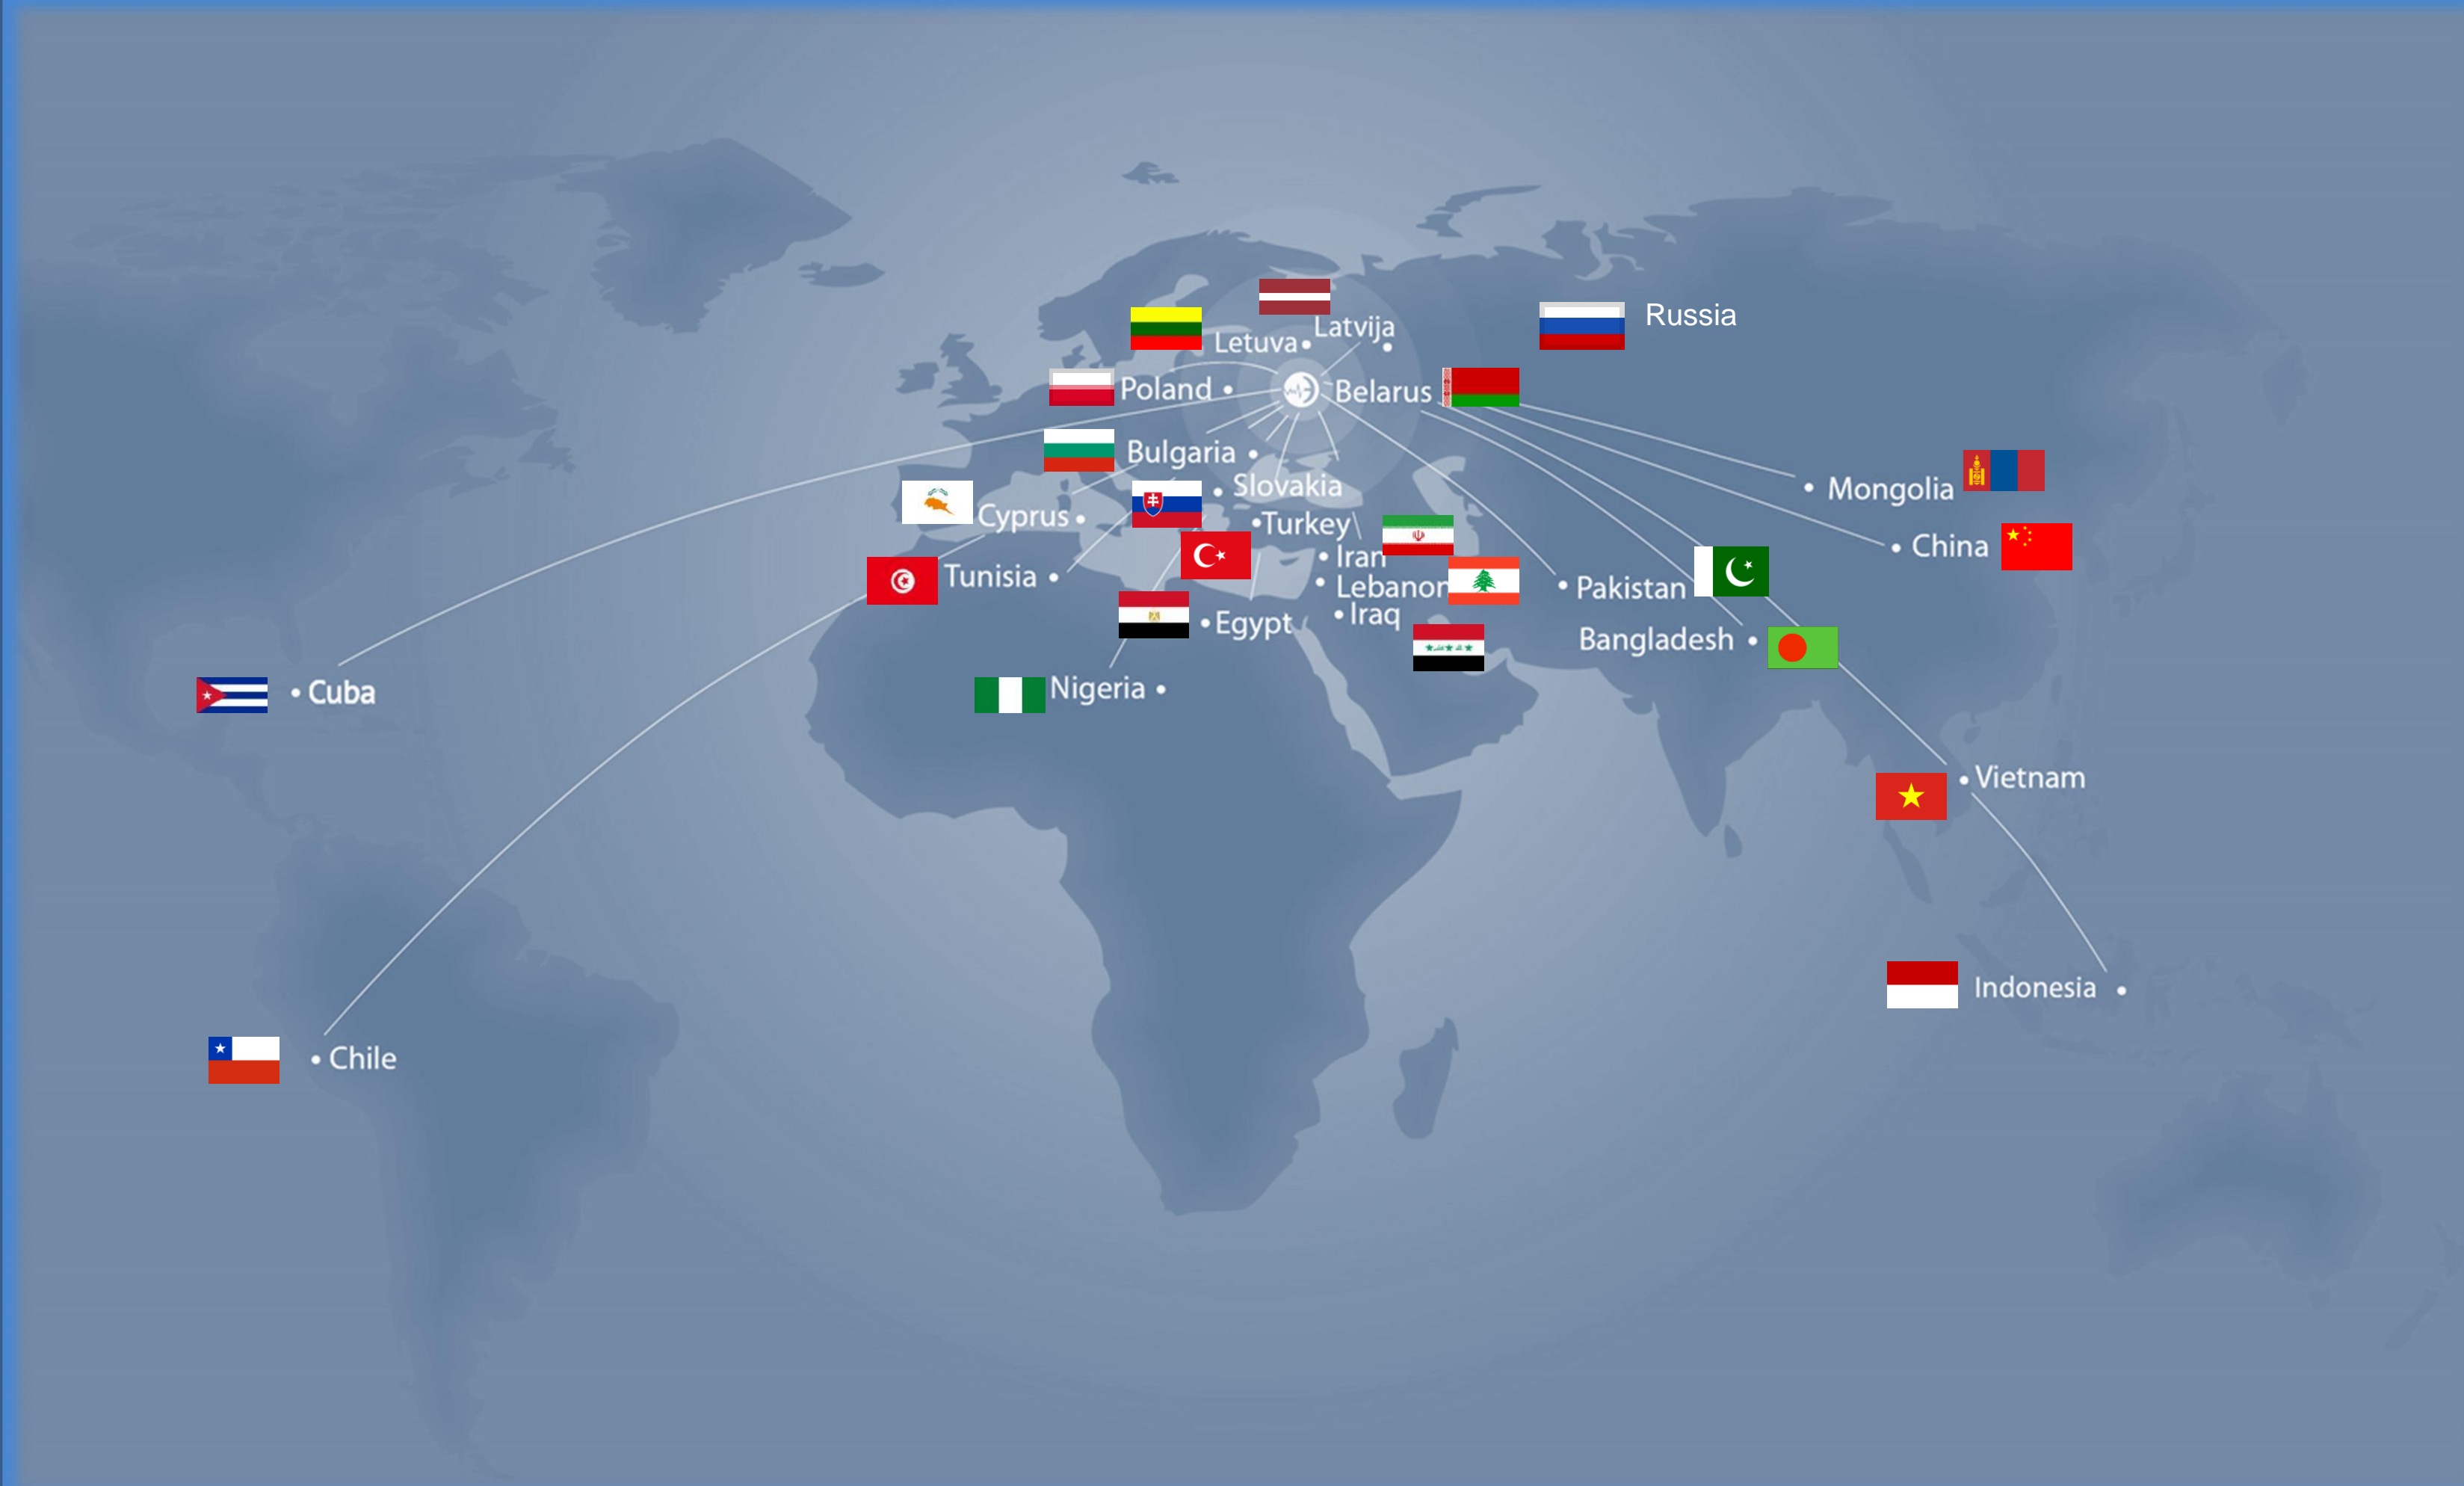 Russia
Latvija
Letuva
Poland
Belarus
Bulgaria
Slovakia
Mongolia
Cyprus
Turkey
China
Iran
Tunisia
Lebanon
Pakistan
Iraq
Egypt
Bangladesh
Nigeria
Cuba
Vietnam
Indonesia
Chile